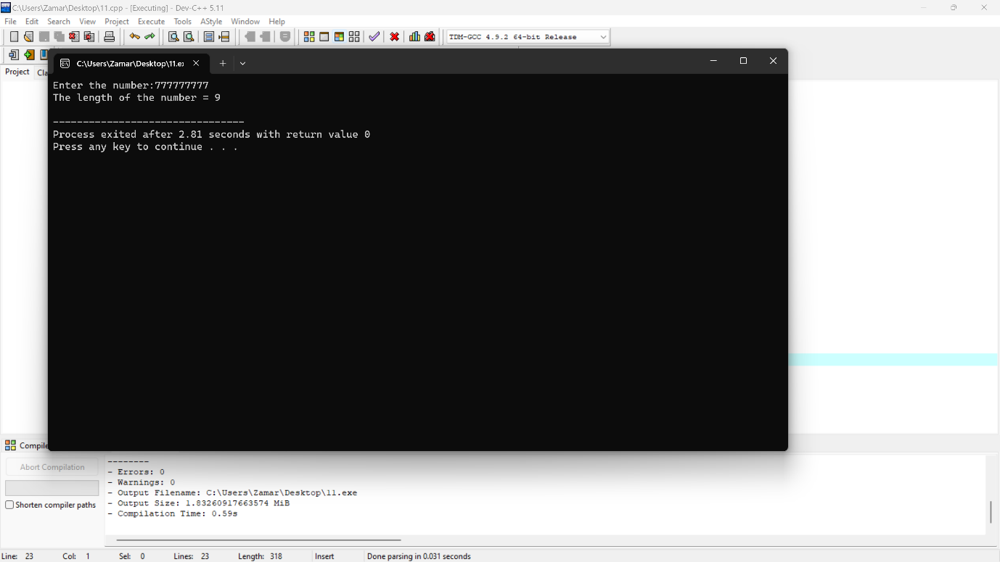 C:\Users\Zamar\Desktop\11.cpp - [Executing] - Dev-C++ 5.11
File Edit Search View Project Execute Tools AStyle Window Help
TDM-GCC 4.9.2 64-bit Release
C:\Users\Zamar\Desktop\11.e
Project
Enter the number:777777777
The length of the number = 9
--------------------------------
Process exited after 2.81 seconds with return value 0
Press any key to continue . . .
Abort Compilation
Shorten compiler paths
--------
- Errors: 0
- Warnings: 0
- Output Filename: C:\Users\Zamar\Desktop\11.exe
- Output Size: 1.83260917663574 MiB
- Compilation Time: 0.59s
Line: 23 Col: 1 Sel: 0 Lines: 23 Length: 318 Insert Done parsing in 0.031 seconds